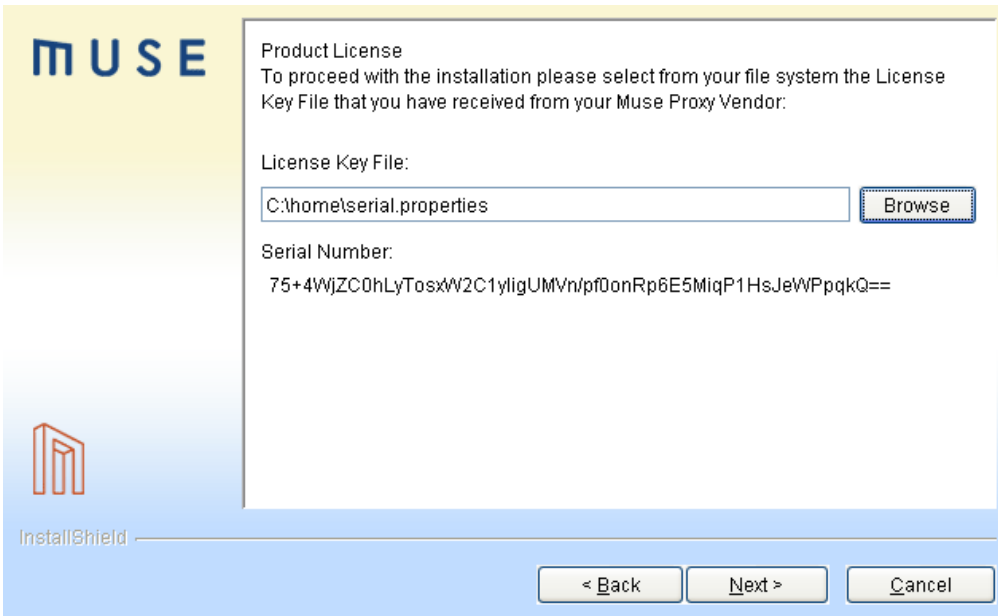 MUSE
Product License
To proceed with the installation please select from your file system the License
Key File that you have received from your Muse Proxy Vendor:
License Key File:
C:\home\serial.properties
Browse
Serial Number:
75+4WjZC0hLyTosxW2C1yIigUMVn/pf0onRp6E5MiqP1HsJeWPpqkQ==
InstallShield
< Back
Next >
Cancel